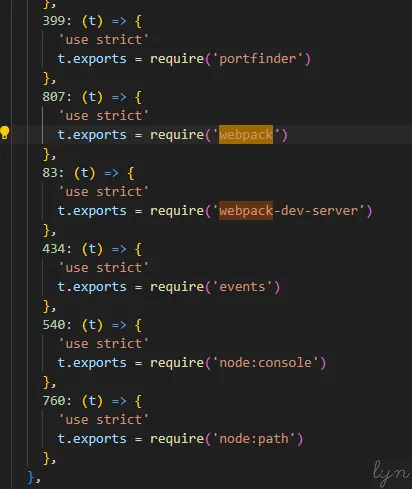 },
399: (t) => {
'use strict'
t.exports = require('portfinder')
},
807: (t) => {
'use strict'
t.exports = require('webpack')
},
83: (t) => {
'use strict'
t.exports = require('webpack-dev-server')
},
434: (t) => {
'use strict'
t.exports = require('events')
},
540: (t) => {
'use strict'
t.exports = require('node:console')
},
760: (t) => {
'use strict'
t.exports = require('node:path')
},
},
lyn